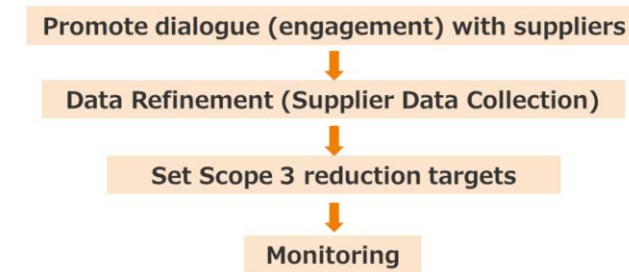 Promote dialogue (engagement) with suppliers
Data Refinement (Supplier Data Collection)
Set Scope 3 reduction targets
Monitoring